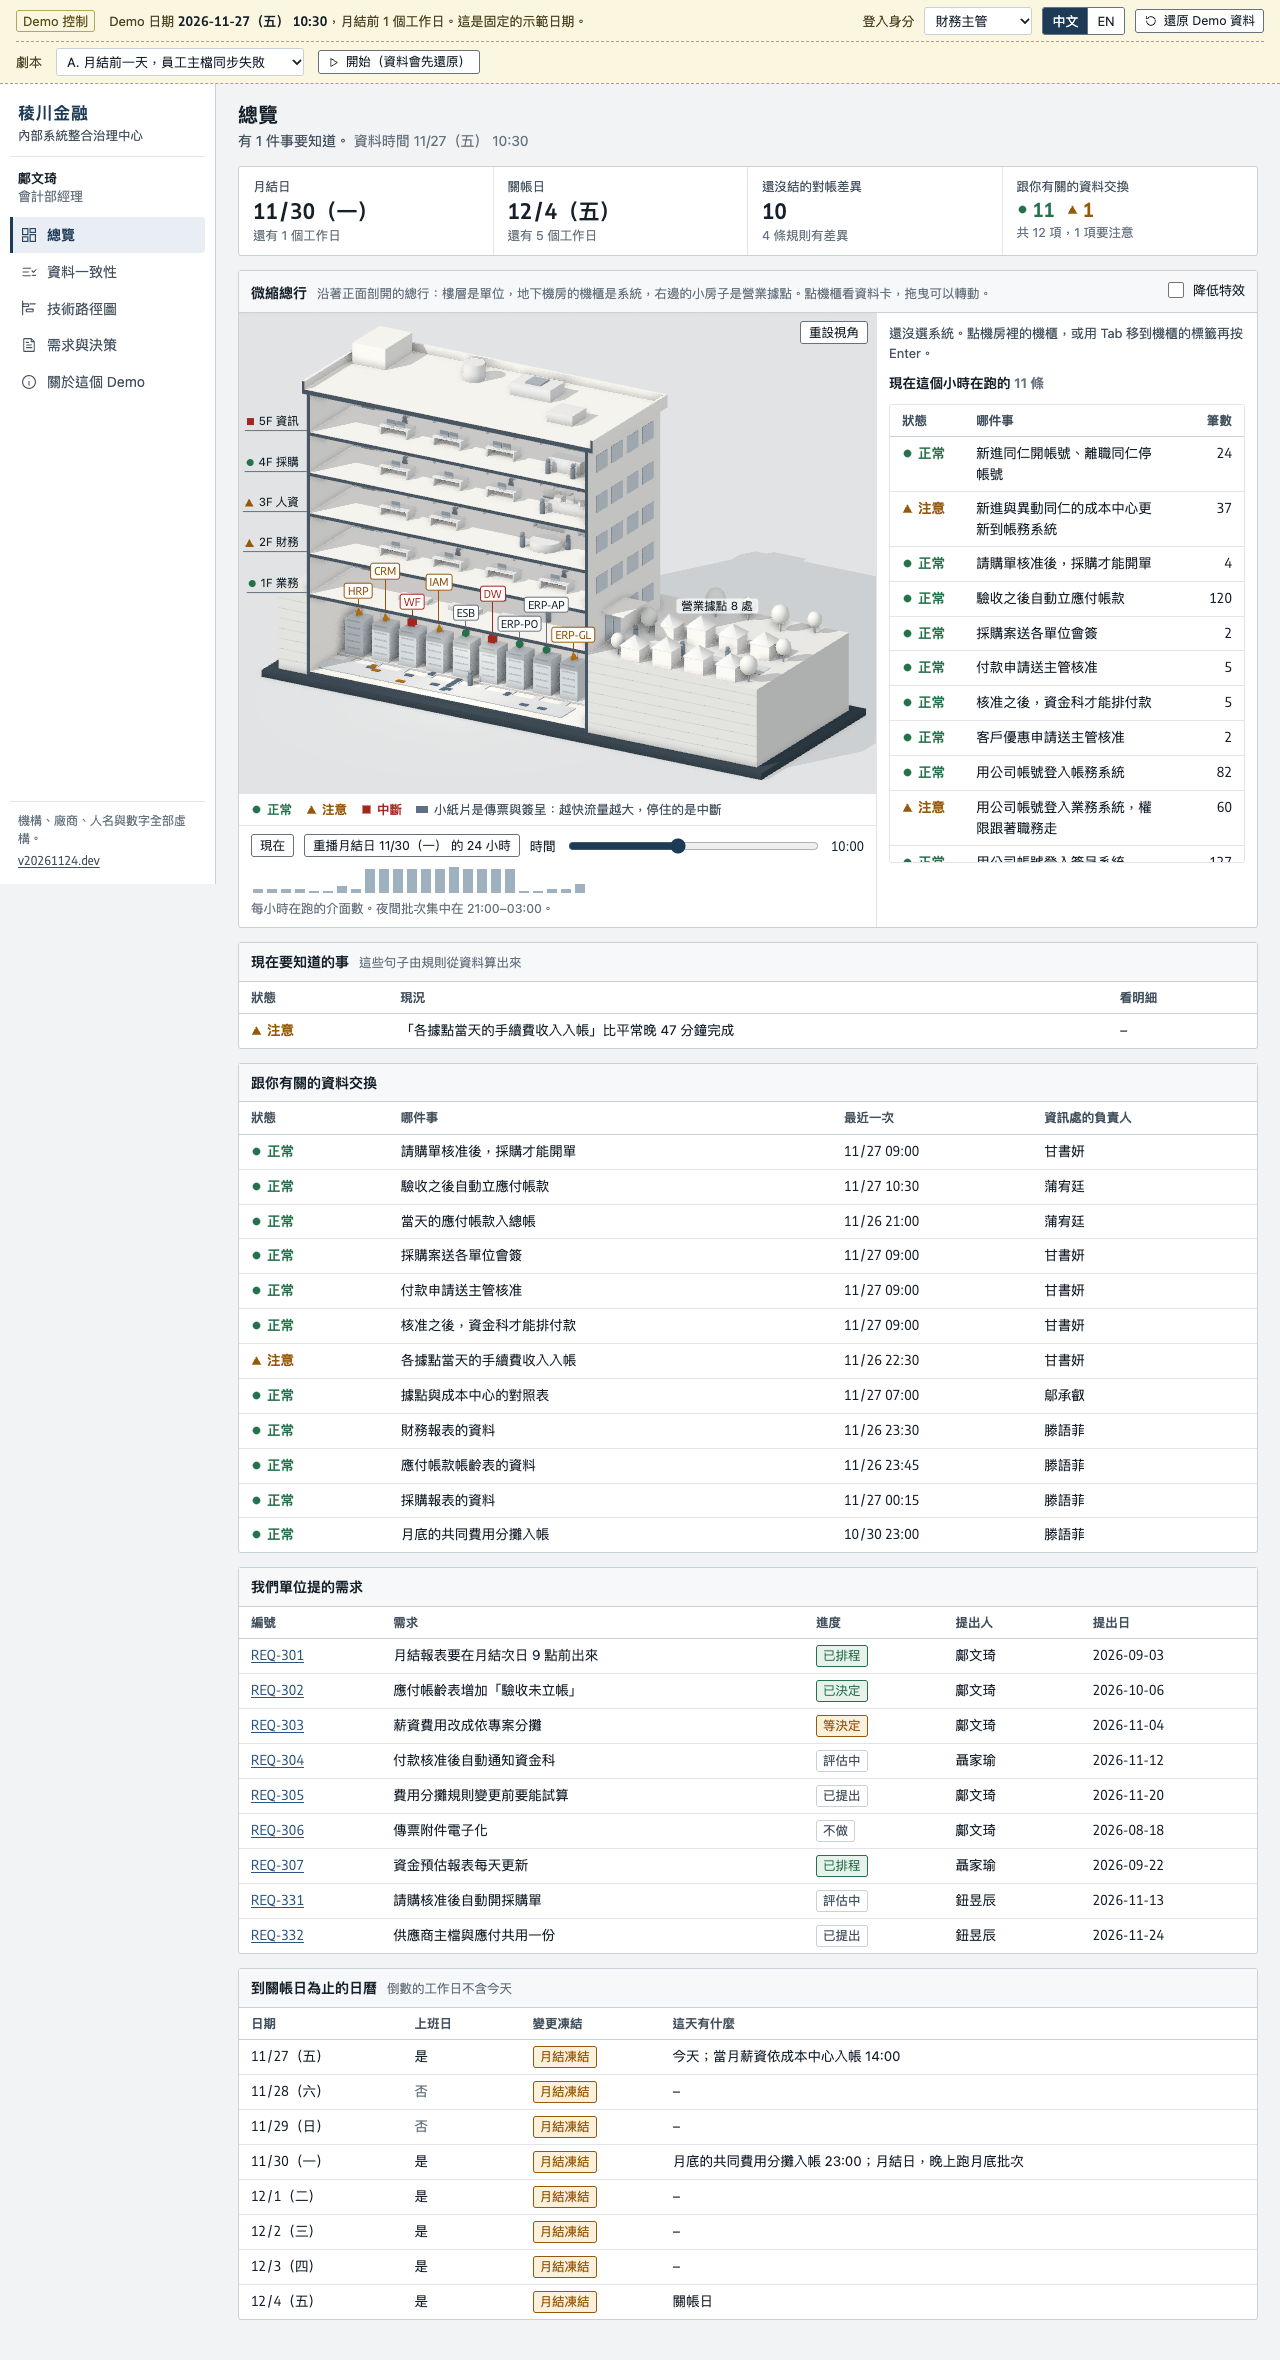 Demo 控制
Demo 日期 2026-11-27（五） 10:30，月結前 1 個工作日。這是固定的示範日期。
登入身分
財務主管
中文
EN
還原 Demo 資料
劇本
A. 月結前一天，員工主檔同步失敗
開始（資料會先還原）
稜川金融
內部系統整合治理中心
鄺文琦
會計部經理
總覽
資料一致性
技術路徑圖
需求與決策
關於這個 Demo
機構、廠商、人名與數字全部虛構。
v20261124.dev
總覽
有 1 件事要知道。 資料時間 11/27（五） 10:30
月結日
11/30（一）
還有 1 個工作日
關帳日
12/4（五）
還有 5 個工作日
還沒結的對帳差異
10
4 條規則有差異
跟你有關的資料交換
11 1
共 12 項，1 項要注意
微縮總行 沿著正面剖開的總行：樓層是單位，地下機房的機櫃是系統，右邊的小房子是營業據點。點機櫃看資料卡，拖曳可以轉動。
降低特效
重設視角
5F 資訊
4F 採購
3F 人資
2F 財務
1F 業務
CRM
HRP
IAM
WF
DW
ESB
ERP-AP
ERP-PO
ERP-GL
營業據點 8 處
正常 注意 中斷 小紙片是傳票與簽呈：越快流量越大，停住的是中斷
現在
重播月結日 11/30（一） 的 24 小時
時間
10:00
每小時在跑的介面數。夜間批次集中在 21:00–03:00。
還沒選系統。點機房裡的機櫃，或用 Tab 移到機櫃的標籤再按 Enter。
現在這個小時在跑的 11 條
狀態 哪件事 筆數
正常 新進同仁開帳號、離職同仁停帳號 24
注意 新進與異動同仁的成本中心更新到帳務系統 37
正常 請購單核准後，採購才能開單 4
正常 驗收之後自動立應付帳款 120
正常 採購案送各單位會簽 2
正常 付款申請送主管核准 5
正常 核准之後，資金科才能排付款 5
正常 客戶優惠申請送主管核准 2
正常 用公司帳號登入帳務系統 82
注意 用公司帳號登入業務系統，權限跟著職務走 60
正常 用公司帳號登入簽呈系統 127
現在要知道的事 這些句子由規則從資料算出來
狀態 現況 看明細
注意 「各據點當天的手續費收入入帳」比平常晚 47 分鐘完成 –
跟你有關的資料交換
狀態 哪件事 最近一次 資訊處的負責人
正常 請購單核准後，採購才能開單 11/27 09:00 甘書妍
正常 驗收之後自動立應付帳款 11/27 10:30 蒲宥廷
正常 當天的應付帳款入總帳 11/26 21:00 蒲宥廷
正常 採購案送各單位會簽 11/27 09:00 甘書妍
正常 付款申請送主管核准 11/27 09:00 甘書妍
正常 核准之後，資金科才能排付款 11/27 09:00 甘書妍
注意 各據點當天的手續費收入入帳 11/26 22:30 甘書妍
正常 據點與成本中心的對照表 11/27 07:00 鄔承叡
正常 財務報表的資料 11/26 23:30 滕語菲
正常 應付帳款帳齡表的資料 11/26 23:45 滕語菲
正常 採購報表的資料 11/27 00:15 滕語菲
正常 月底的共同費用分攤入帳 10/30 23:00 滕語菲
我們單位提的需求
編號 需求 進度 提出人 提出日
REQ-301 月結報表要在月結次日 9 點前出來 已排程 鄺文琦 2026-09-03
REQ-302 應付帳齡表增加「驗收未立帳」 已決定 鄺文琦 2026-10-06
REQ-303 薪資費用改成依專案分攤 等決定 鄺文琦 2026-11-04
REQ-304 付款核准後自動通知資金科 評估中 聶家瑜 2026-11-12
REQ-305 費用分攤規則變更前要能試算 已提出 鄺文琦 2026-11-20
REQ-306 傳票附件電子化 不做 鄺文琦 2026-08-18
REQ-307 資金預估報表每天更新 已排程 聶家瑜 2026-09-22
REQ-331 請購核准後自動開採購單 評估中 鈕昱辰 2026-11-13
REQ-332 供應商主檔與應付共用一份 已提出 鈕昱辰 2026-11-24
到關帳日為止的日曆 倒數的工作日不含今天
日期 上班日 變更凍結 這天有什麼
11/27（五） 是 月結凍結 今天；當月薪資依成本中心入帳 14:00
11/28（六） 否 月結凍結 –
11/29（日） 否 月結凍結 –
11/30（一） 是 月結凍結 月底的共同費用分攤入帳 23:00；月結日，晚上跑月底批次
12/1（二） 是 月結凍結 –
12/2（三） 是 月結凍結 –
12/3（四） 是 月結凍結 –
12/4（五） 是 月結凍結 關帳日